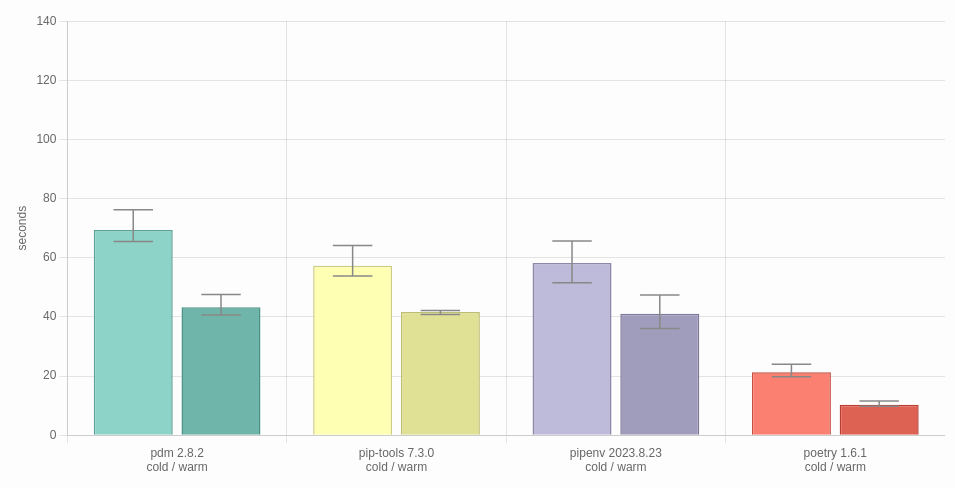 140
120
100
80
60
40
20
0
seconds
pdm 2.8.2
cold / warm
pip-tools 7.3.0
cold / warm
pipenv 2023.8.23
cold / warm
poetry 1.6.1
cold / warm